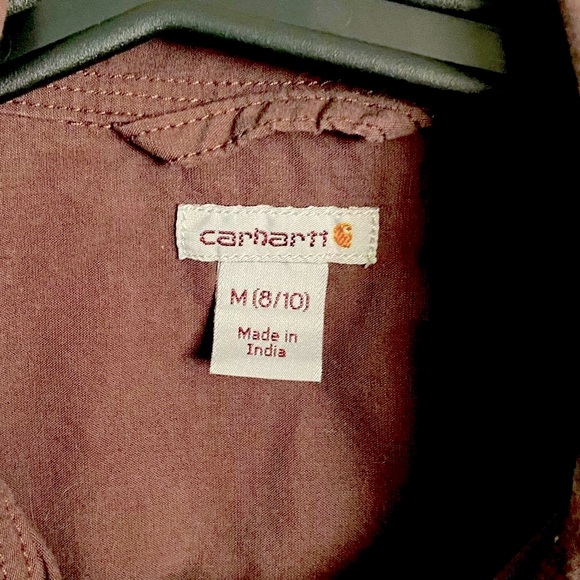 carhartt
M (8/10)
Made in
India